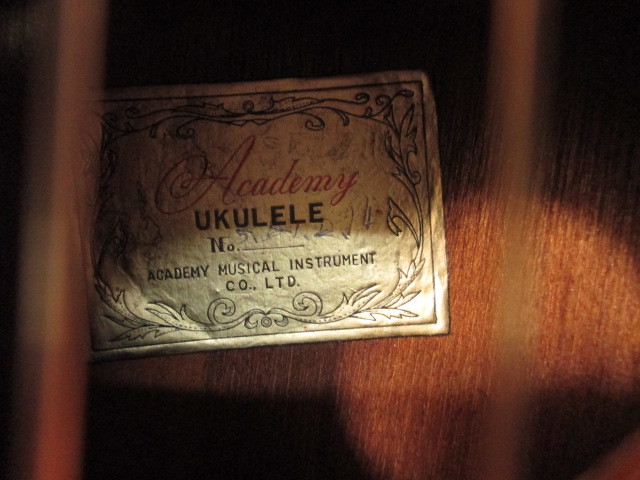 Academy
UKULELE
No.
ACADEMY MUSICAL INSTRUMENT
CO., LTD.